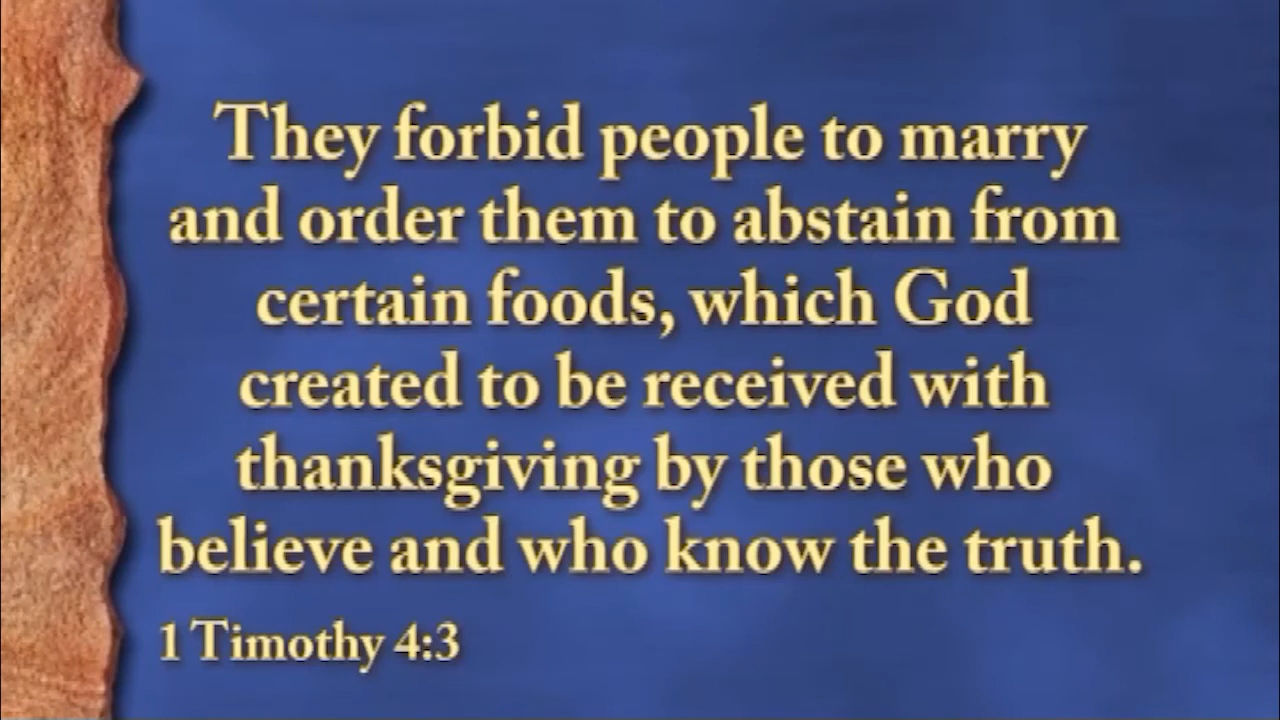 They forbid people to marry
and order them to abstain from
certain foods, which God
created to be received with
thanksgiving by those who
believe and who know the truth.
1 Timothy 4:3